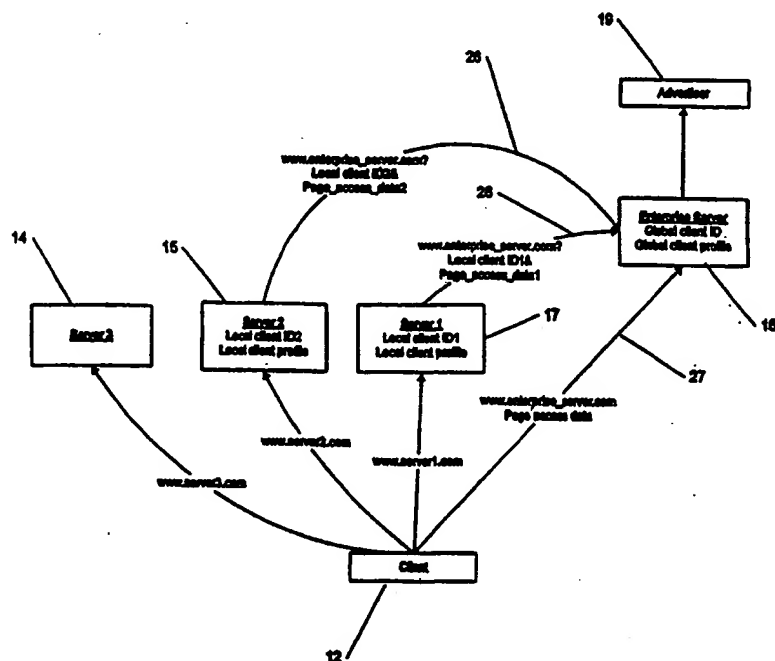 19
28
Advertiser
www.enterprise_server.com?
Local client ID2&
Page_access_data2
26
14
15
Enterprise Server
Global client ID
Global client profile
www.enterprise_server.com?
Local client ID1&
Page_access_data1
Server 3
Server 2
Local client ID2
Local client profile
Server 1
Local client ID1
Local client profile
17
27
www.enterprise_server.com
Page access data
www.server2.com
www.server1.com
www.server3.com
Client
12